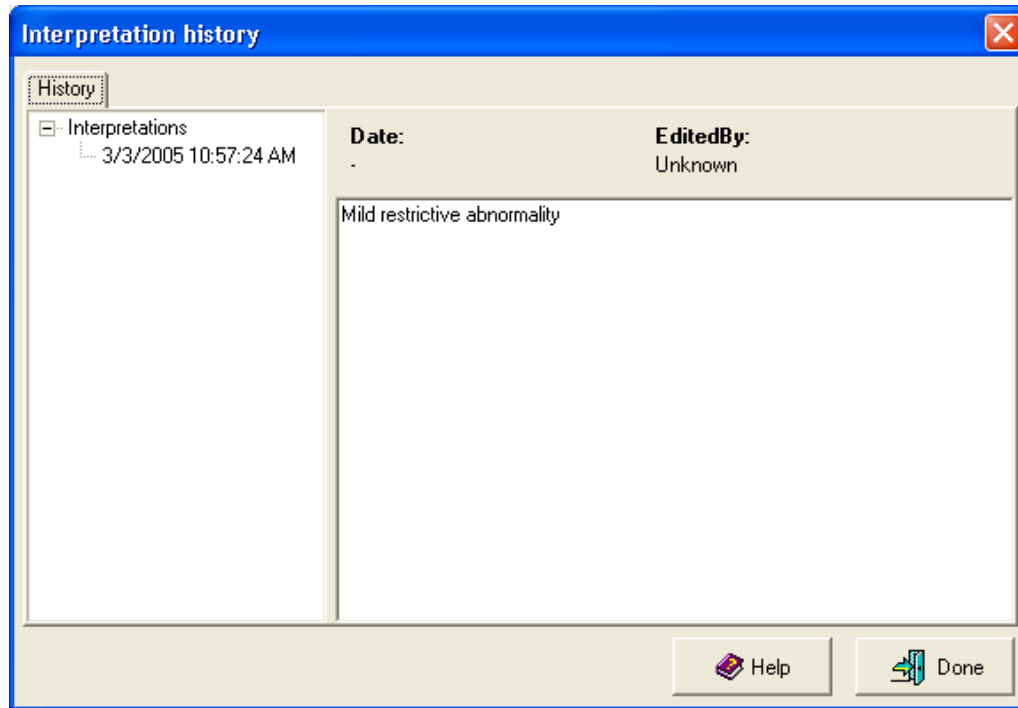 Interpretation history
History
Interpretations
3/3/2005 10:57:24 AM
Date: EditedBy:
- Unknown
Mild restrictive abnormality
Help Done